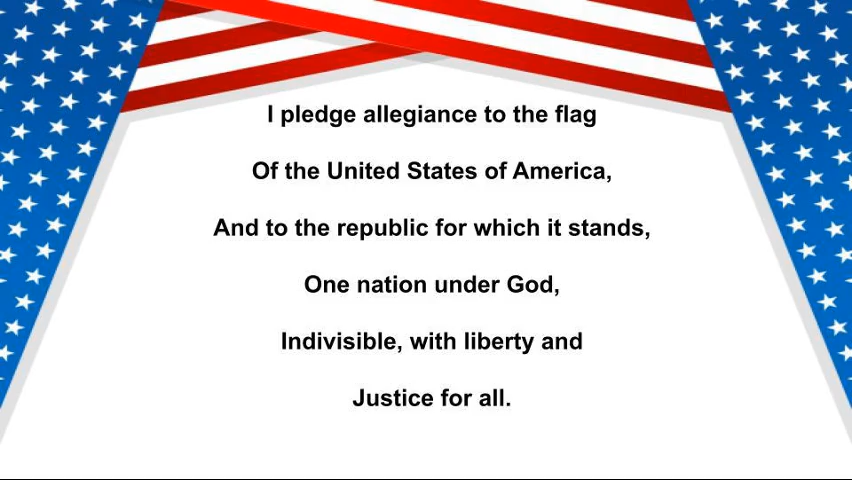 I pledge allegiance to the flag
Of the United States of America,
And to the republic for which it stands,
One nation under God,
Indivisible, with liberty and
Justice for all.